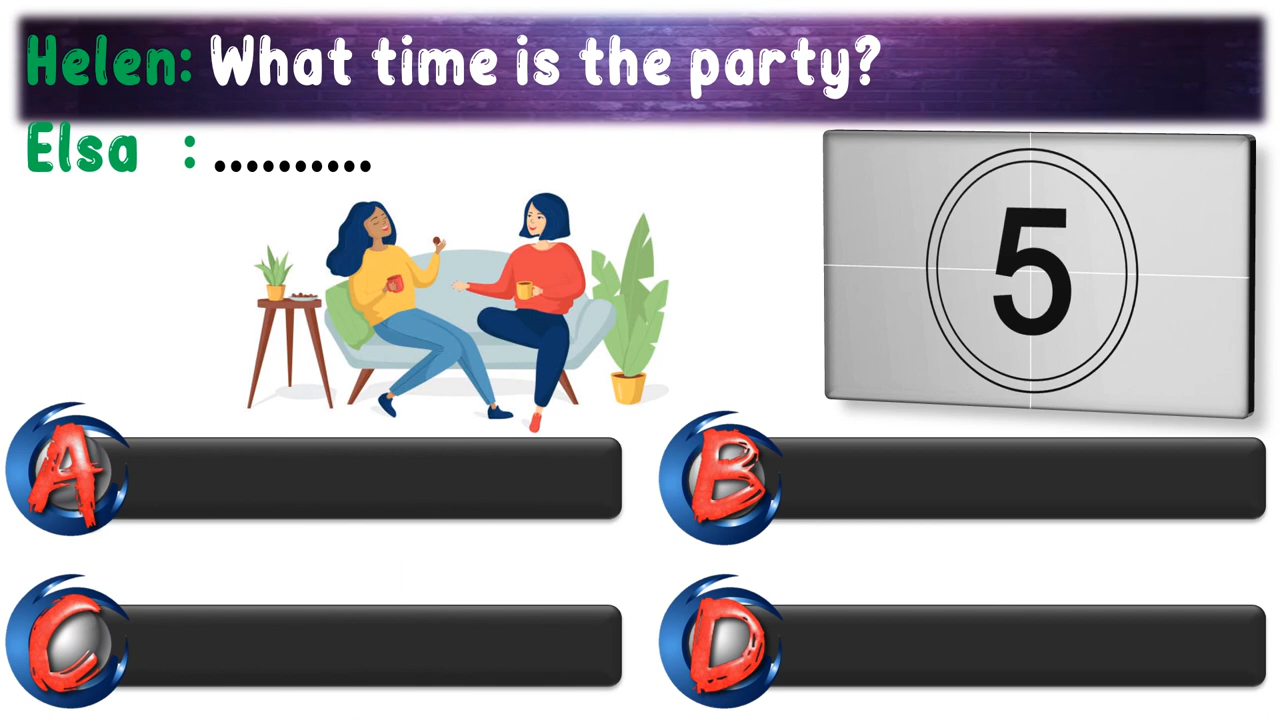 Helen: What time is the party?
Elsa : ..........
5
A
B
C
D